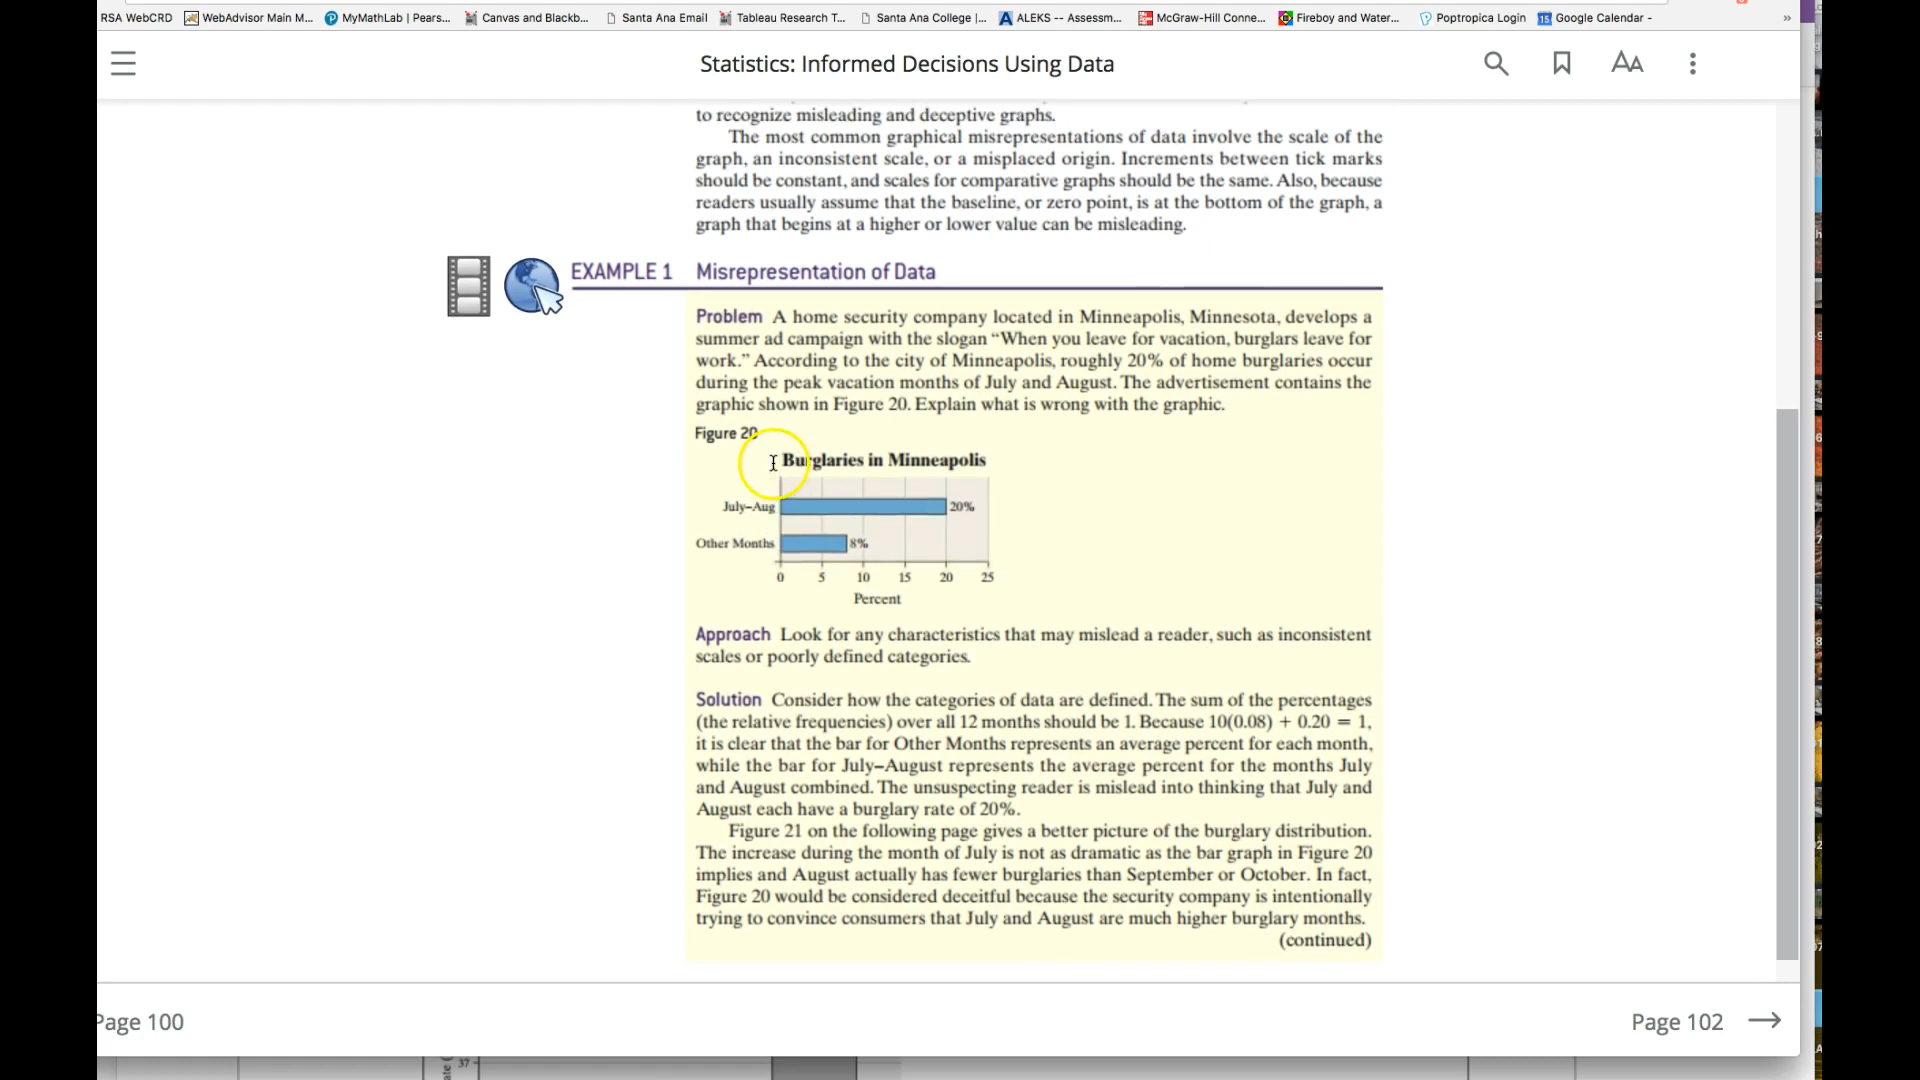 RSA WebCRD WebAdvisor Main M... MyMathLab | Pears... Canvas and Blackb... Santa Ana Email Tableau Research T... Santa Ana College |... ALEKS -- Assessm... McGraw-Hill Conne... Fireboy and Water... Poptropica Login 15 Google Calendar - »
Statistics: Informed Decisions Using Data
to recognize misleading and deceptive graphs.
The most common graphical misrepresentations of data involve the scale of the
graph, an inconsistent scale, or a misplaced origin. Increments between tick marks
should be constant, and scales for comparative graphs should be the same. Also, because
readers usually assume that the baseline, or zero point, is at the bottom of the graph, a
graph that begins at a higher or lower value can be misleading.
EXAMPLE 1 Misrepresentation of Data
Problem A home security company located in Minneapolis, Minnesota, develops a
summer ad campaign with the slogan “When you leave for vacation, burglars leave for
work.” According to the city of Minneapolis, roughly 20% of home burglaries occur
during the peak vacation months of July and August. The advertisement contains the
graphic shown in Figure 20. Explain what is wrong with the graphic.
Figure 20
Burglaries in Minneapolis
July–Aug 20%
Other Months 8%
0 5 10 15 20 25
Percent
Approach Look for any characteristics that may mislead a reader, such as inconsistent
scales or poorly defined categories.
Solution Consider how the categories of data are defined. The sum of the percentages
(the relative frequencies) over all 12 months should be 1. Because 10(0.08) + 0.20 = 1,
it is clear that the bar for Other Months represents an average percent for each month,
while the bar for July–August represents the average percent for the months July
and August combined. The unsuspecting reader is mislead into thinking that July and
August each have a burglary rate of 20%.
Figure 21 on the following page gives a better picture of the burglary distribution.
The increase during the month of July is not as dramatic as the bar graph in Figure 20
implies and August actually has fewer burglaries than September or October. In fact,
Figure 20 would be considered deceitful because the security company is intentionally
trying to convince consumers that July and August are much higher burglary months.
(continued)
Page 100
Page 102
37